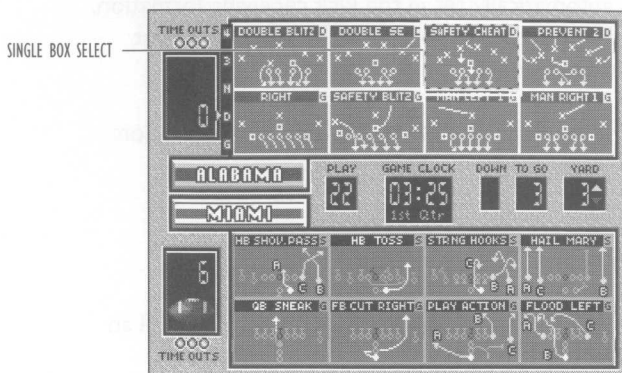 TIME OUTS
4
3
N
D
G
DOUBLE BLITZ D
DOUBLE SE D
SAFETY CHEAT D
PREVENT 2 D
SINGLE BOX SELECT
0
RIGHT G
SAFETY BLITZ G
MAN LEFT 1 G
MAN RIGHT 1 G
ALABAMA
MIAMI
PLAY
22
GAME CLOCK
03:25
1st Qtr
DOWN
TO GO
3
YARD
3
6
HB SHOV.PASS S
A
C
B
HB TOSS S
STRNG HOOKS S
C
B
A
HAIL MARY S
A
C
B
QB SNEAK G
FB CUT RIGHT G
PLAY ACTION G
B
A
C
FLOOD LEFT G
A
C
B
TIME OUTS